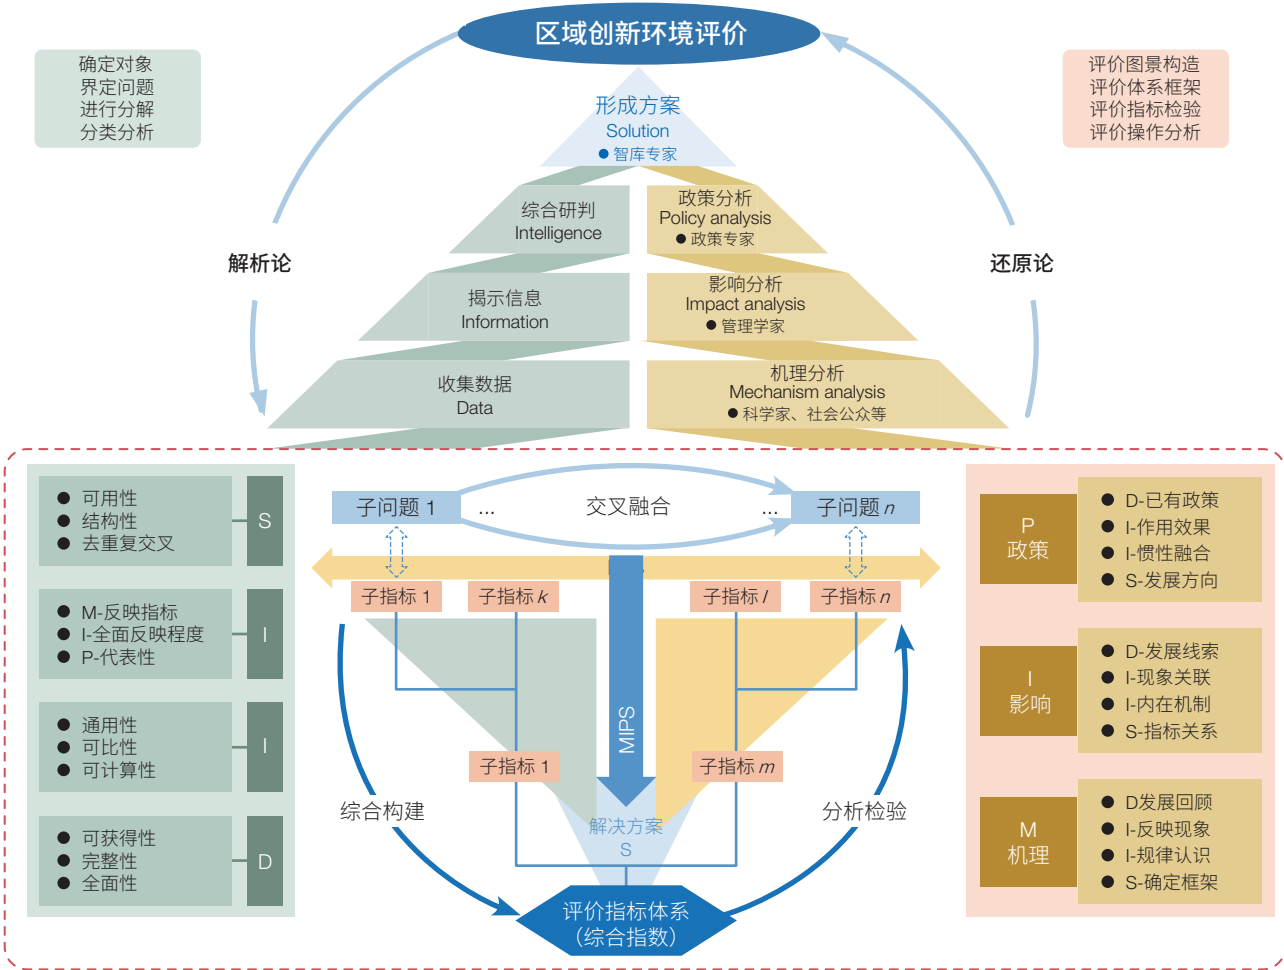 区域创新环境评价
确定对象
界定问题
进行分解
分类分析
评价图景构造
评价体系框架
评价指标检验
评价操作分析
形成方案
Solution
● 智库专家
综合研判
Intelligence
政策分析
Policy analysis
● 政策专家
解析论
还原论
揭示信息
Information
影响分析
Impact analysis
● 管理学家
收集数据
Data
机理分析
Mechanism analysis
● 科学家、社会公众等
● 可用性
● 结构性
● 去重复交叉
S
● M-反映指标
● I-全面反映程度
● P-代表性
I
● 通用性
● 可比性
● 可计算性
I
● 可获得性
● 完整性
● 全面性
D
子问题 1
...
交叉融合
...
子问题 n
子指标 1
子指标 k
子指标 l
子指标 n
MIPS
子指标 1
子指标 m
综合构建
分析检验
解决方案
S
评价指标体系
（综合指数）
P
政策
● D-已有政策
● I-作用效果
● I-惯性融合
● S-发展方向
I
影响
● D-发展线索
● I-现象关联
● I-内在机制
● S-指标关系
M
机理
● D发展回顾
● I-反映现象
● I-规律认识
● S-确定框架